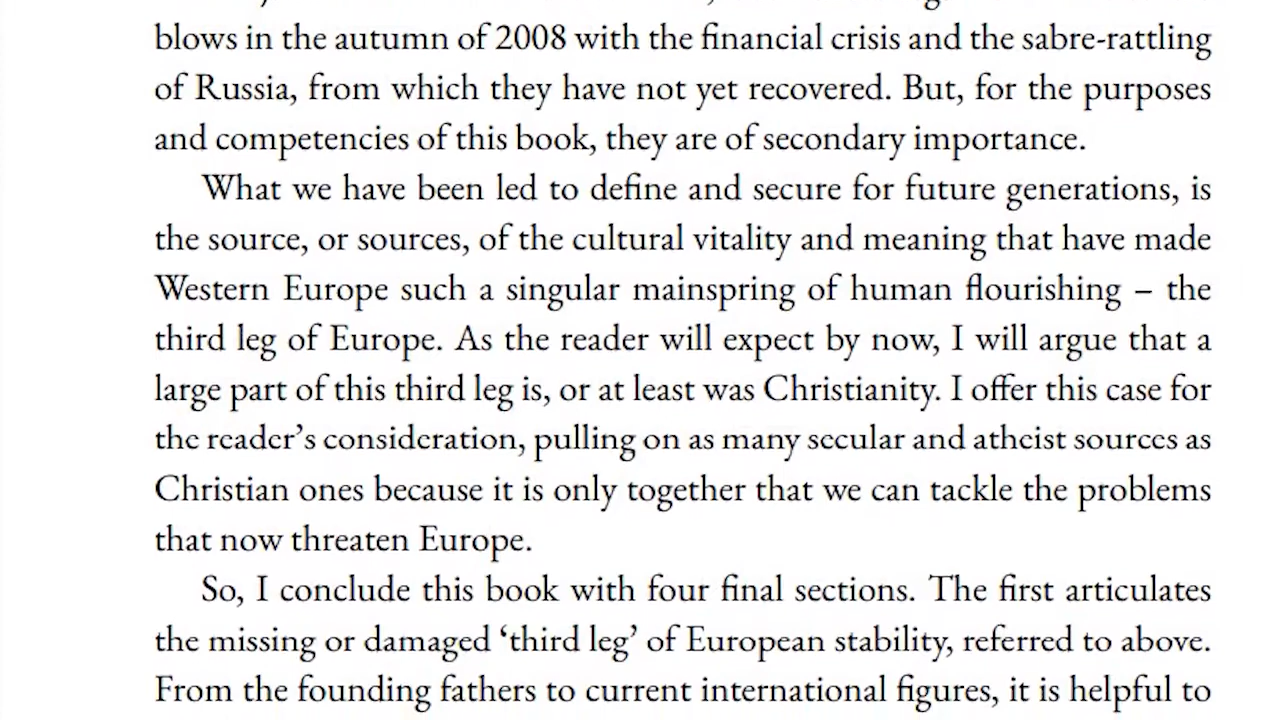 blows in the autumn of 2008 with the financial crisis and the sabre-rattling
of Russia, from which they have not yet recovered. But, for the purposes
and competencies of this book, they are of secondary importance.
What we have been led to define and secure for future generations, is
the source, or sources, of the cultural vitality and meaning that have made
Western Europe such a singular mainspring of human flourishing – the
third leg of Europe. As the reader will expect by now, I will argue that a
large part of this third leg is, or at least was Christianity. I offer this case for
the reader’s consideration, pulling on as many secular and atheist sources as
Christian ones because it is only together that we can tackle the problems
that now threaten Europe.
So, I conclude this book with four final sections. The first articulates
the missing or damaged ‘third leg’ of European stability, referred to above.
From the founding fathers to current international figures, it is helpful to